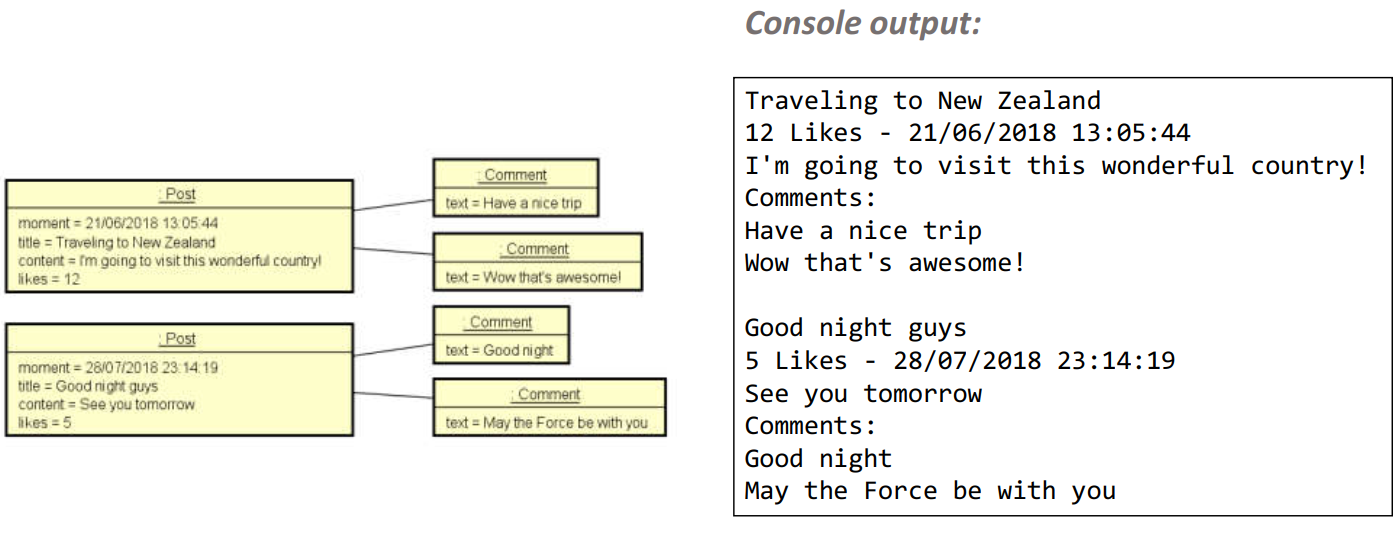 Console output:
: Post
moment = 21/06/2018 13:05:44
title = Traveling to New Zealand
content = I'm going to visit this wonderful country!
likes = 12
: Comment
text = Have a nice trip
: Comment
text = Wow that's awesome!
: Post
moment = 28/07/2018 23:14:19
title = Good night guys
content = See you tomorrow
likes = 5
: Comment
text = Good night
: Comment
text = May the Force be with you
Traveling to New Zealand
12 Likes - 21/06/2018 13:05:44
I'm going to visit this wonderful country!
Comments:
Have a nice trip
Wow that's awesome!
Good night guys
5 Likes - 28/07/2018 23:14:19
See you tomorrow
Comments:
Good night
May the Force be with you